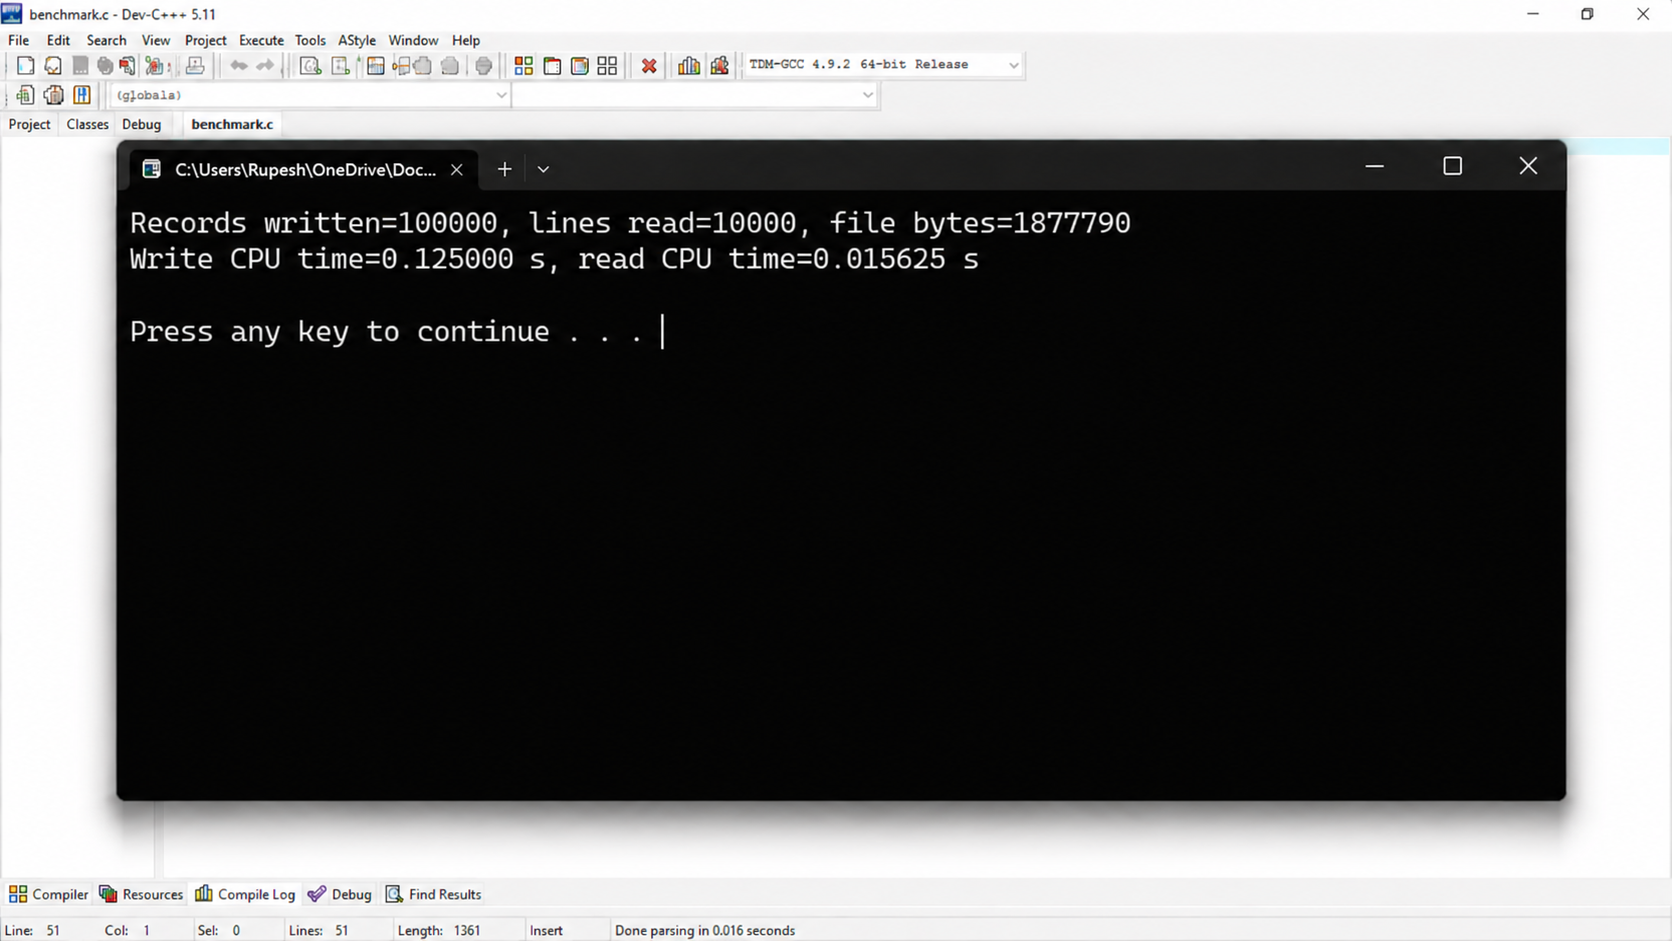 benchmark.c - Dev-C+++ 5.11
File Edit Search View Project Execute Tools AStyle Window Help
TDM-GCC 4.9.2 64-bit Release
(globals)
Project Classes Debug benchmark.c
C:\Users\Rupesh\OneDrive\Doc...
Records written=100000, lines read=10000, file bytes=1877790
Write CPU time=0.125000 s, read CPU time=0.015625 s
Press any key to continue . . .
Compiler Resources Compile Log Debug Find Results
Line: 51 Col: 1 Sel: 0 Lines: 51 Length: 1361 Insert Done parsing in 0.016 seconds